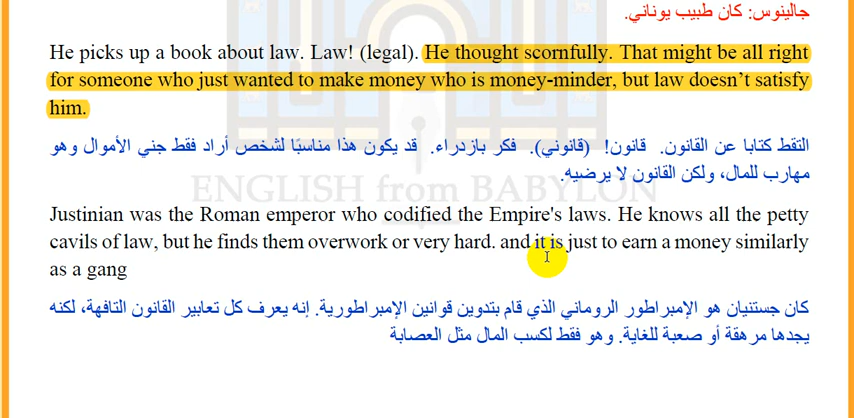 جالينوس: كان طبيب يوناني.
He picks up a book about law. Law! (legal). He thought scornfully. That might be all right
for someone who just wanted to make money who is money-minder, but law doesn’t satisfy
him.
التقط كتابا عن القانون. قانون! (قانوني). فكر بازدراء. قد يكون هذا مناسبًا لشخص أراد فقط جني الأموال وهو
مهارب للمال، ولكن القانون لا يرضيه.
ENGLISH from BABYLON
Justinian was the Roman emperor who codified the Empire's laws. He knows all the petty
cavils of law, but he finds them overwork or very hard. and it is just to earn a money similarly
as a gang
كان جستنيان هو الإمبراطور الروماني الذي قام بتدوين قوانين الإمبراطورية. إنه يعرف كل تعابير القانون التافهة، لكنه
يجدها مرهقة أو صعبة للغاية. وهو فقط لكسب المال مثل العصابة